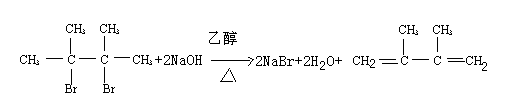 CH₃ CH₃ CH₃ CH₃
乙醇
CH₃ C C CH₃+2NaOH 2NaBr+2H₂O+ CH₂ C C CH₂
△
Br Br